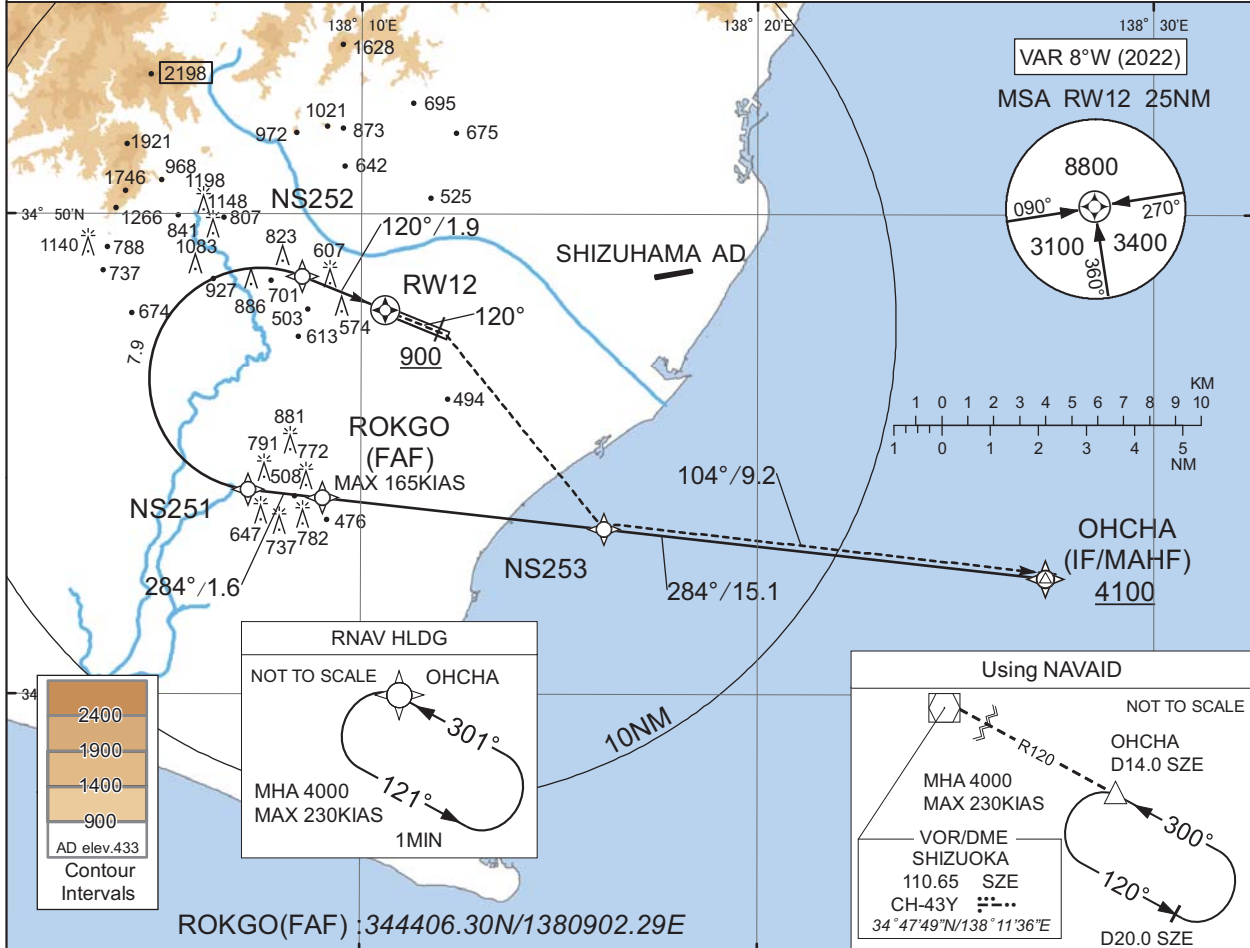 138° 10'E
138° 20'E
138° 30'E
1628
2198
VAR 8°W (2022)
MSA RW12 25NM
695
1021
972
873
675
1921
642
968
1746
1198
8800
1148
NS252
525
090°
270°
34° 50'N
1266
841
807
120°/1.9
3100
3400
360°
1140
788
1083
823
607
SHIZUHAMA AD
737
927
886
701
RW12
674
503
574
120°
613
900
7.9
KM
1 0 1 2 3 4 5 6 7 8 9 10
1 0 1 2 3 4 5
NM
494
881
ROKGO
(FAF)
MAX 165KIAS
791
772
508
104°/9.2
NS251
476
647
737
782
OHCHA
(IF/MAHF)
4100
NS253
284°/1.6
284°/15.1
RNAV HLDG
NOT TO SCALE
OHCHA
301°
121°
MHA 4000
MAX 230KIAS
1MIN
10NM
34°
Using NAVAID
NOT TO SCALE
R120
OHCHA
D14.0 SZE
MHA 4000
MAX 230KIAS
300°
120°
D20.0 SZE
VOR/DME
SHIZUOKA
110.65 SZE
CH-43Y
34°47'49"N/138°11'36"E
2400
1900
1400
900
AD elev.433
Contour
Intervals
ROKGO(FAF) :344406.30N/1380902.29E